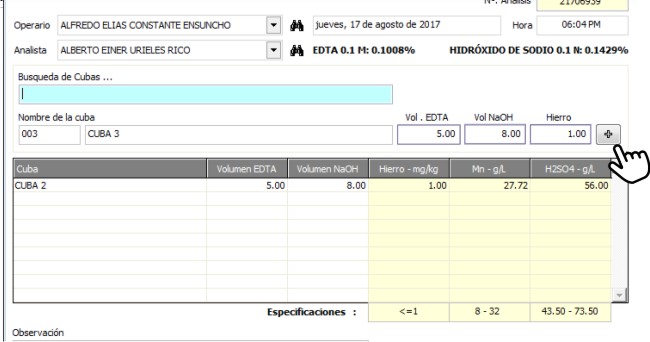 Nº. Análisis 21706939
Operario ALFREDO ELIAS CONSTANTE ENSUNCHO jueves, 17 de agosto de 2017 Hora 06:04 PM
Analista ALBERTO EINER URIELES RICO EDTA 0.1 M: 0.1008% HIDRÓXIDO DE SODIO 0.1 N: 0.1429%
Busqueda de Cubas ...
Nombre de la cuba Vol . EDTA Vol NaOH Hierro
003 CUBA 3 5.00 8.00 1.00
Cuba Volumen EDTA Volumen NaOH Hierro - mg/kg Mn - g/L H2SO4 - g/L
CUBA 2 5.00 8.00 1.00 27.72 56.00
Especificaciones : <=1 8 - 32 43.50 - 73.50
Observación